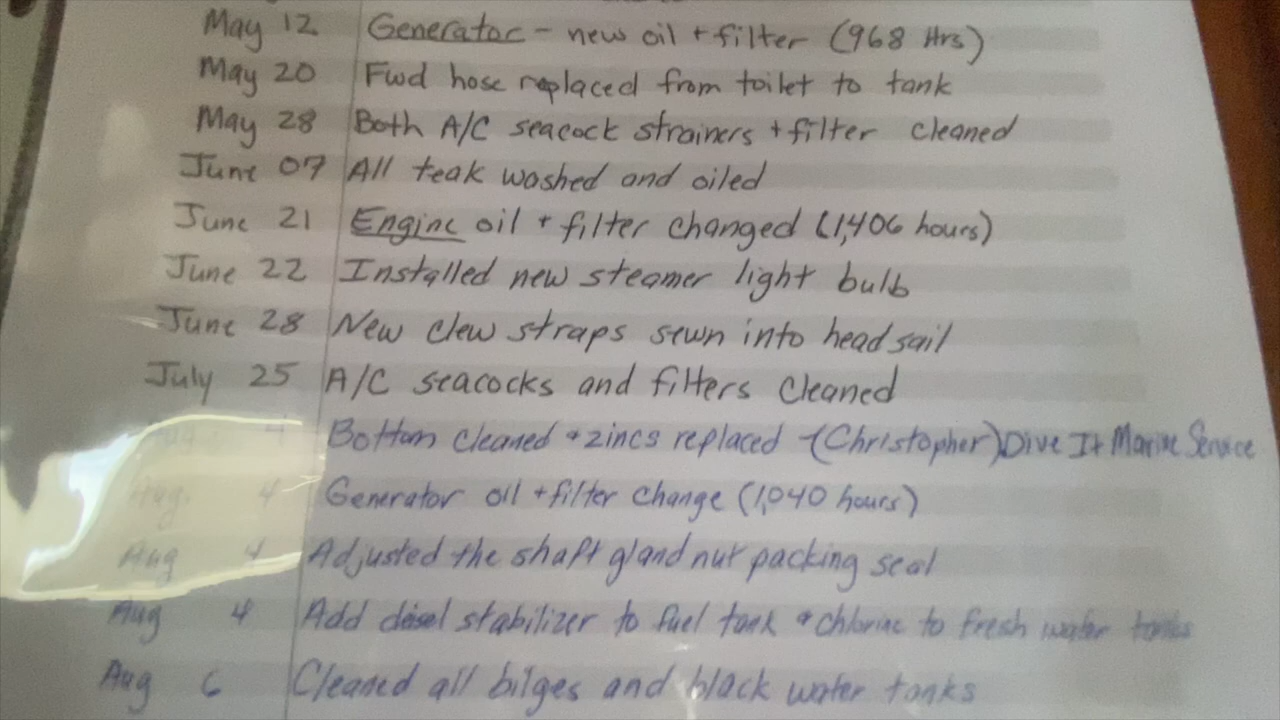 May 12 Generator - new oil + filter (968 Hrs)
May 20 Fwd hose replaced from toilet to tank
May 28 Both A/C seacock strainers + filter cleaned
June 07 All teak washed and oiled
June 21 Engine oil + filter changed (1,406 hours)
June 22 Installed new steamer light bulb
June 28 New clew straps sewn into headsail
July 25 A/C seacocks and filters cleaned
Aug 4 Bottom cleaned + zincs replaced - (Christopher) Dive It Marine Service
Aug 4 Generator oil + filter change (1,040 hours)
Aug 4 Adjusted the shaft gland nut packing seal
Aug 4 Add diesel stabilizer to fuel tank + chlorine to fresh water tanks
Aug 6 Cleaned all bilges and black water tanks